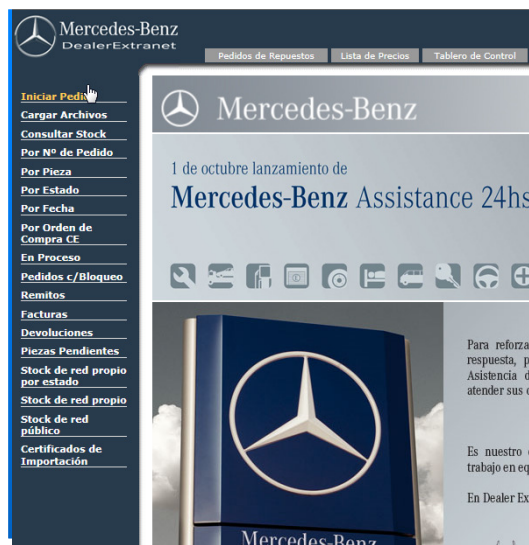 Mercedes-Benz
DealerExtranet
Pedidos de Repuestos
Lista de Precios
Tablero de Control
Iniciar
Cargar Archivos
Consultar Stock
Por Nº de Pedido
Por Pieza
Por Estado
Por Fecha
Por Orden de
Compra CE
En Proceso
Pedidos c/Bloqueo
Remitos
Facturas
Devoluciones
Piezas Pendientes
Stock de red propio
por estado
Stock de red propio
Stock de red
público
Certificados de
Importación
Mercedes-Benz
1 de octubre lanzamiento de
Mercedes-Benz Assistance 24hs
Para reforza
respuesta, p
Asistencia d
atender sus
Es nuestro
trabajo en eq
En Dealer Ex
Mercedes-Benz